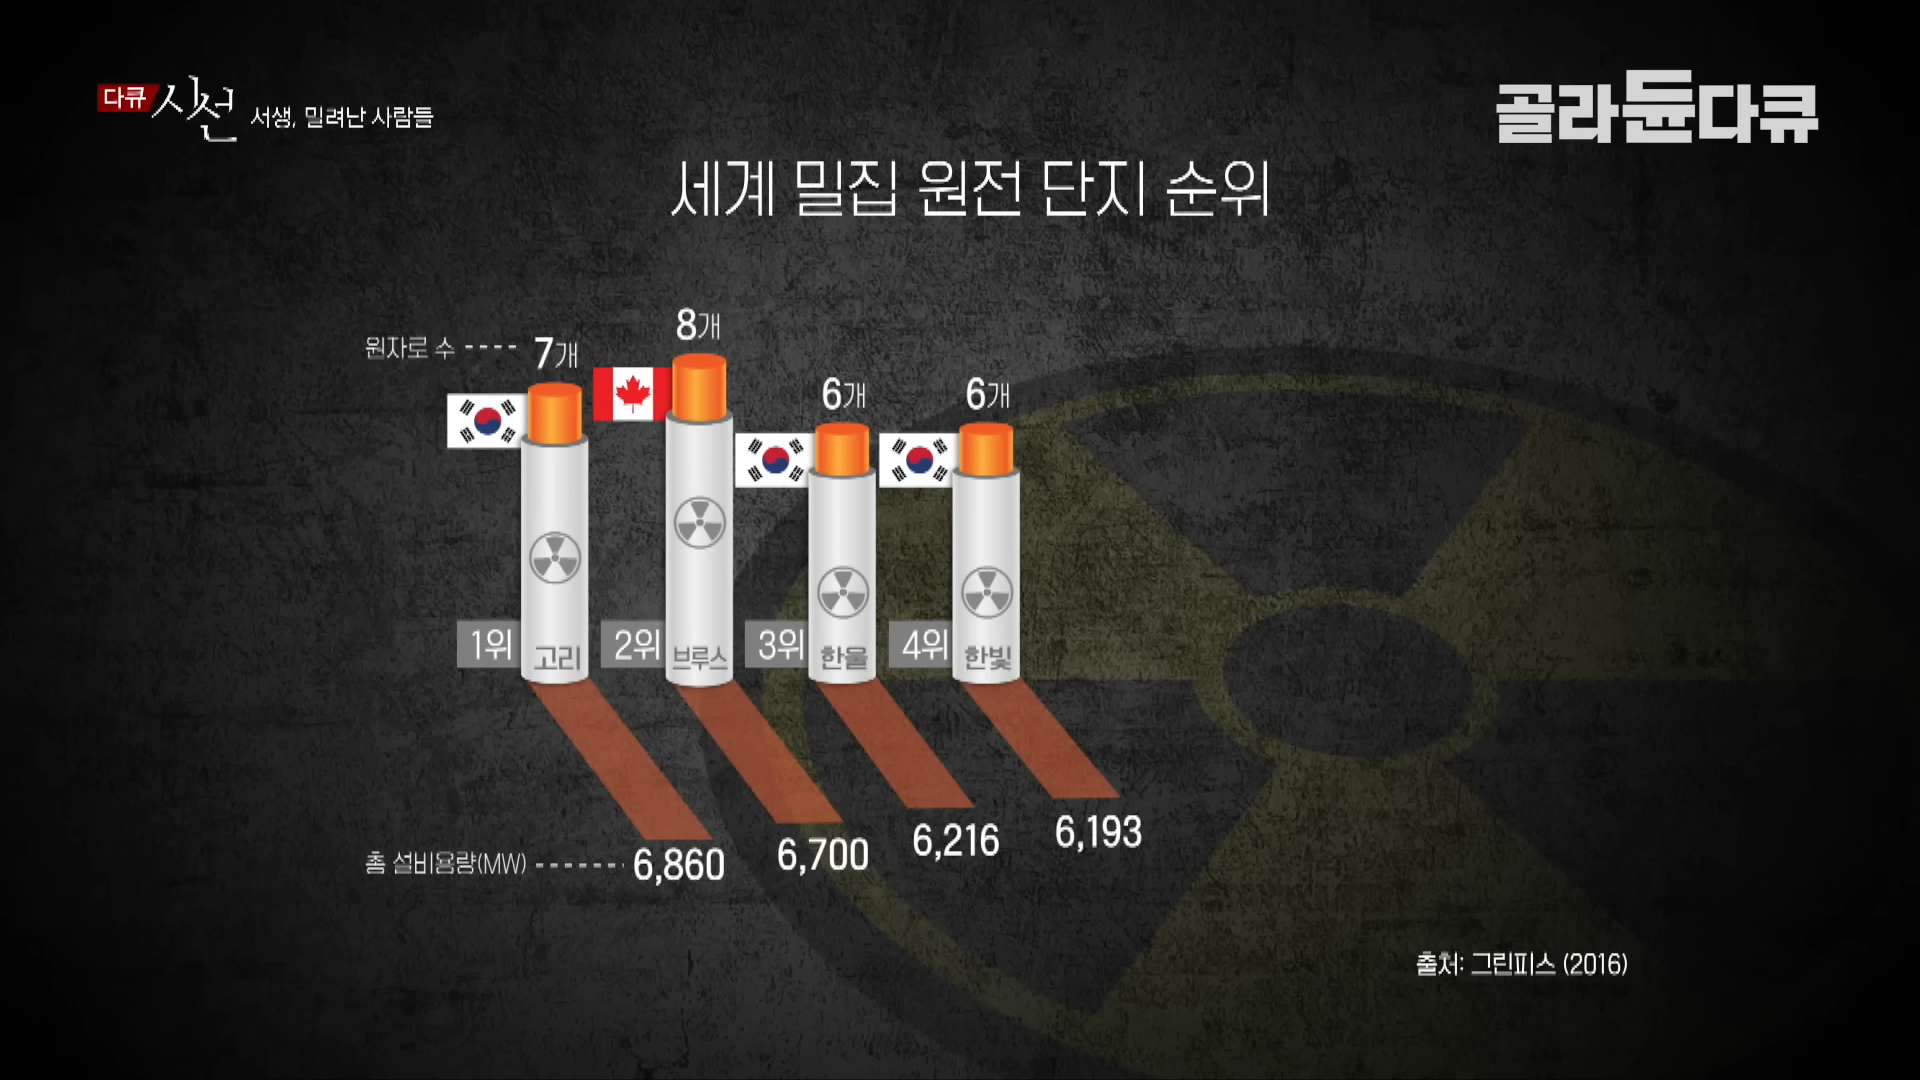 다큐 시선 서생, 밀려난 사람들
골라둔다큐
세계 밀집 원전 단지 순위
원자로 수 7개 8개 6개 6개
1위 고리 2위 브루스 3위 한울 4위 한빛
총 설비용량(MW) 6,860 6,700 6,216 6,193
출처: 그린피스 (2016)